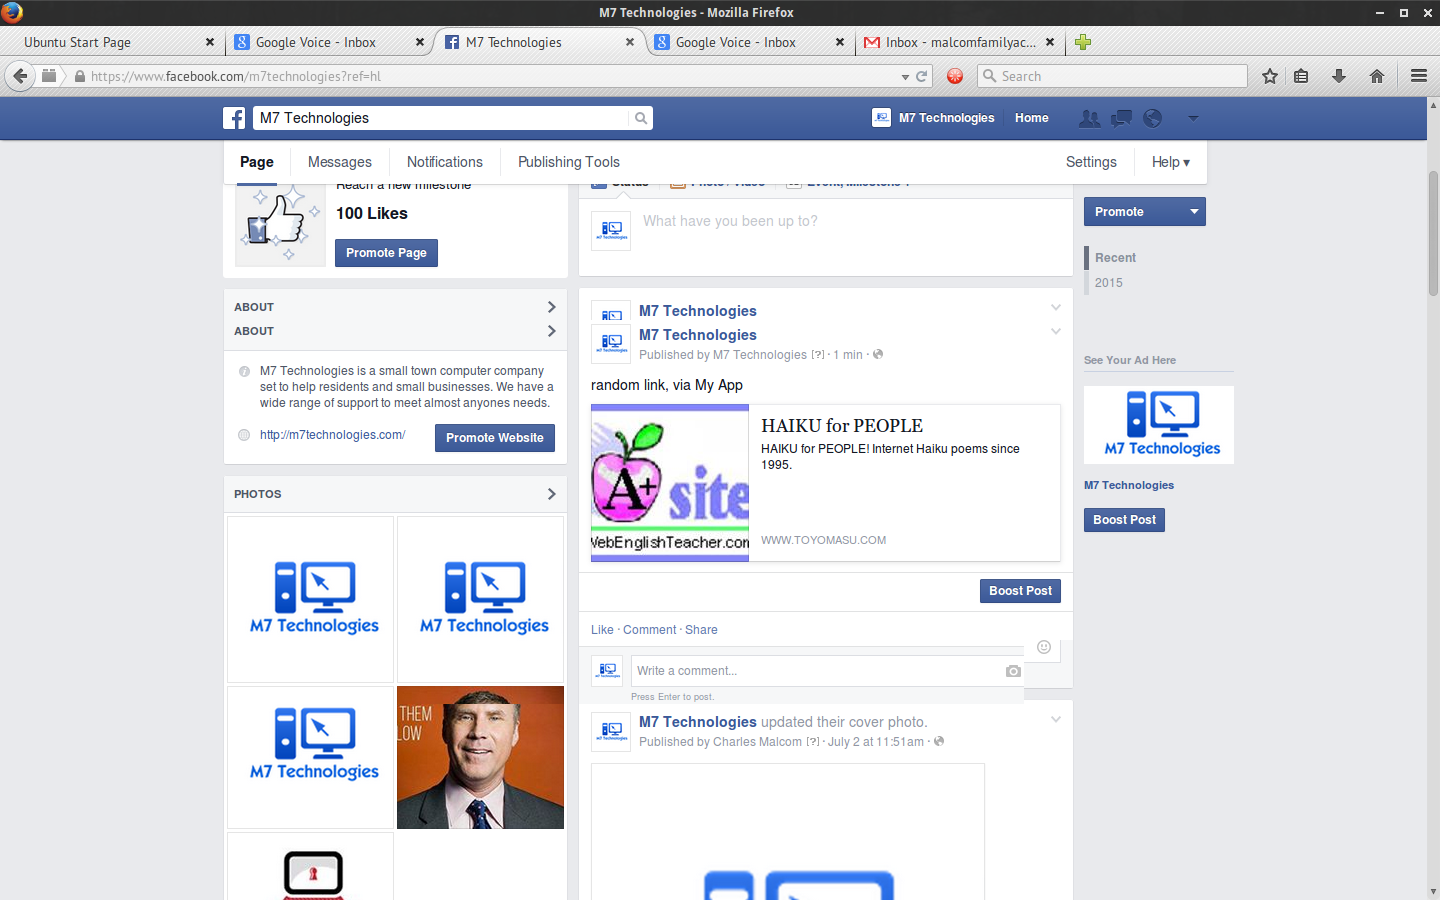 M7 Technologies - Mozilla Firefox
Ubuntu Start Page
Google Voice - Inbox
M7 Technologies
Google Voice - Inbox
Inbox - malcomfamilyac...
https://www.facebook.com/m7technologies?ref=hl
Search
M7 Technologies
M7 Technologies
Home
Page
Messages
Notifications
Publishing Tools
Settings
Help
Reach a new milestone
100 Likes
Promote Page
ABOUT
ABOUT
M7 Technologies is a small town computer company
set to help residents and small businesses. We have a
wide range of support to meet almost anyones needs.
http://m7technologies.com/
Promote Website
PHOTOS
M7 Technologies
M7 Technologies
M7 Technologies
THEM
LOW
Status
Photo / Video
Event, Milestone +
What have you been up to?
M7 Technologies
M7 Technologies
Published by M7 Technologies [?] · 1 min ·
random link, via My App
A+ site
WebEnglishTeacher.com
HAIKU for PEOPLE
HAIKU for PEOPLE! Internet Haiku poems since
1995.
WWW.TOYOMASU.COM
Boost Post
Like · Comment · Share
Write a comment...
Press Enter to post.
M7 Technologies updated their cover photo.
Published by Charles Malcom [?] · July 2 at 11:51am ·
Promote
Recent
2015
See Your Ad Here
M7 Technologies
M7 Technologies
Boost Post